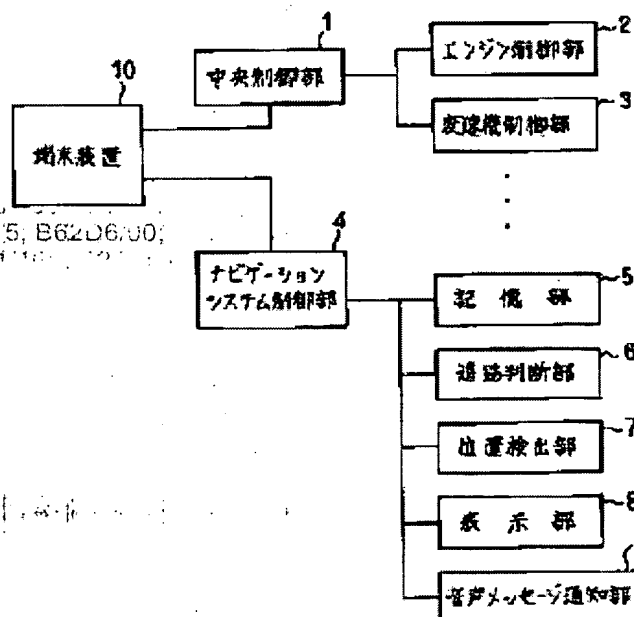 1
2
エンジン制御部
10
中央制御部
3
変速機制御部
端末装置
5, B62D6/00,
4
ナビゲーション
システム制御部
5
記憶部
6
道路判断部
7
位置検出部
8
表示部
音声メッセージ通知部